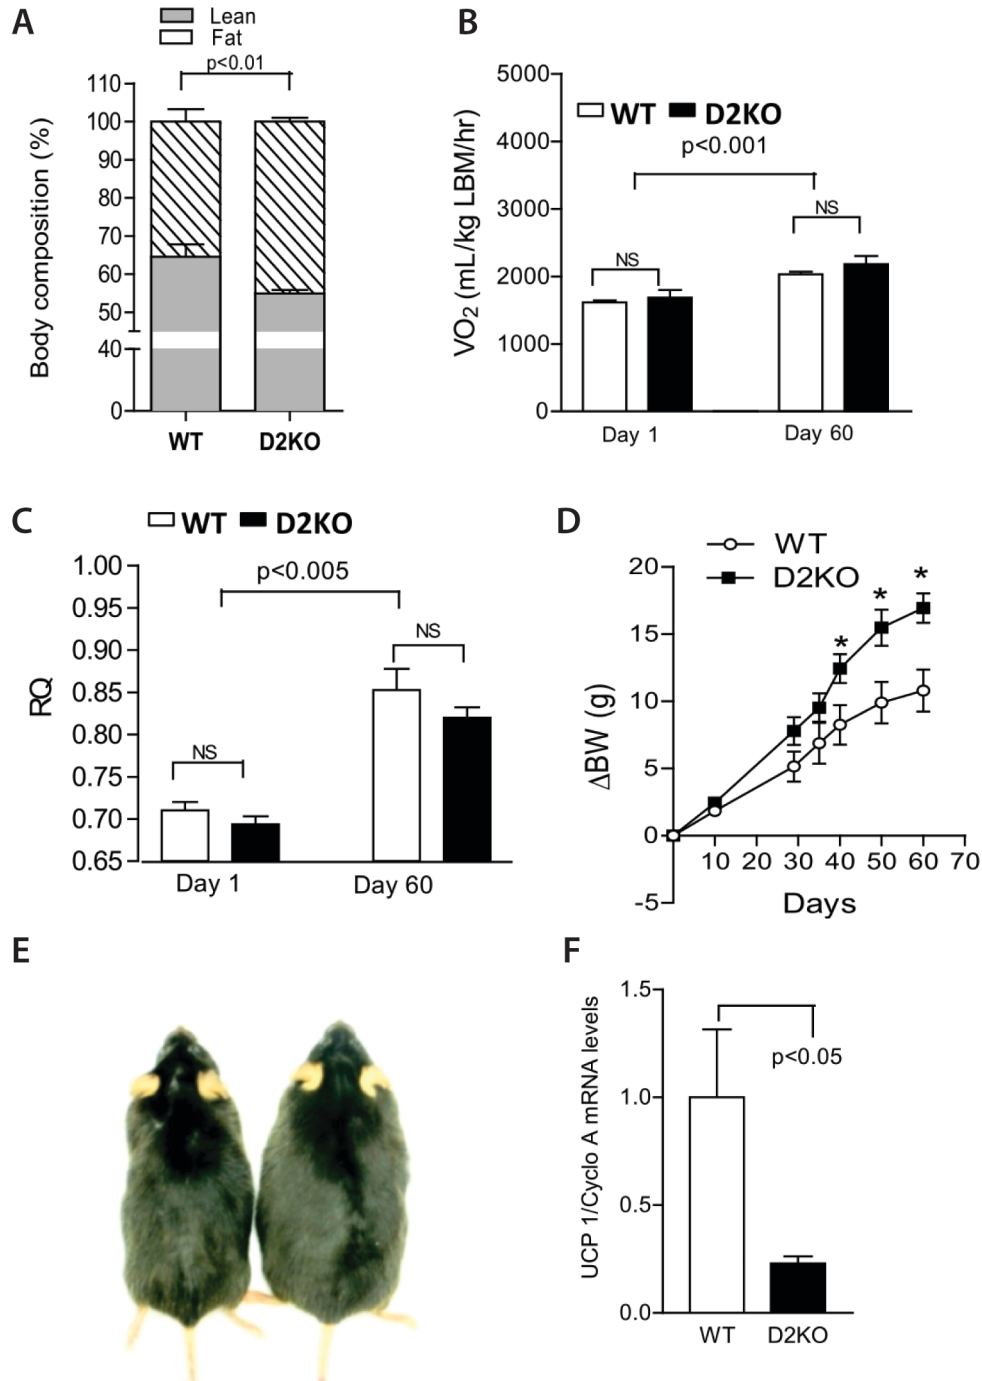 A
Lean
Fat
p<0.01
Body composition (%)
110
100
90
80
70
60
50
40
0
WT
D2KO
B
VO2 (mL/kg LBM/hr)
5000
4000
3000
2000
1000
0
WT D2KO
p<0.001
NS
NS
Day 1
Day 60
C
WT D2KO
RQ
1.00
0.95
0.90
0.85
0.80
0.75
0.70
0.65
p<0.005
NS
NS
Day 1
Day 60
D
WT
D2KO
ΔBW (g)
20
15
10
5
0
-5
* * *
10 20 30 40 50 60 70
Days
E
F
UCP 1/Cyclo A mRNA levels
1.5
1.0
0.5
0.0
p<0.05
WT
D2KO